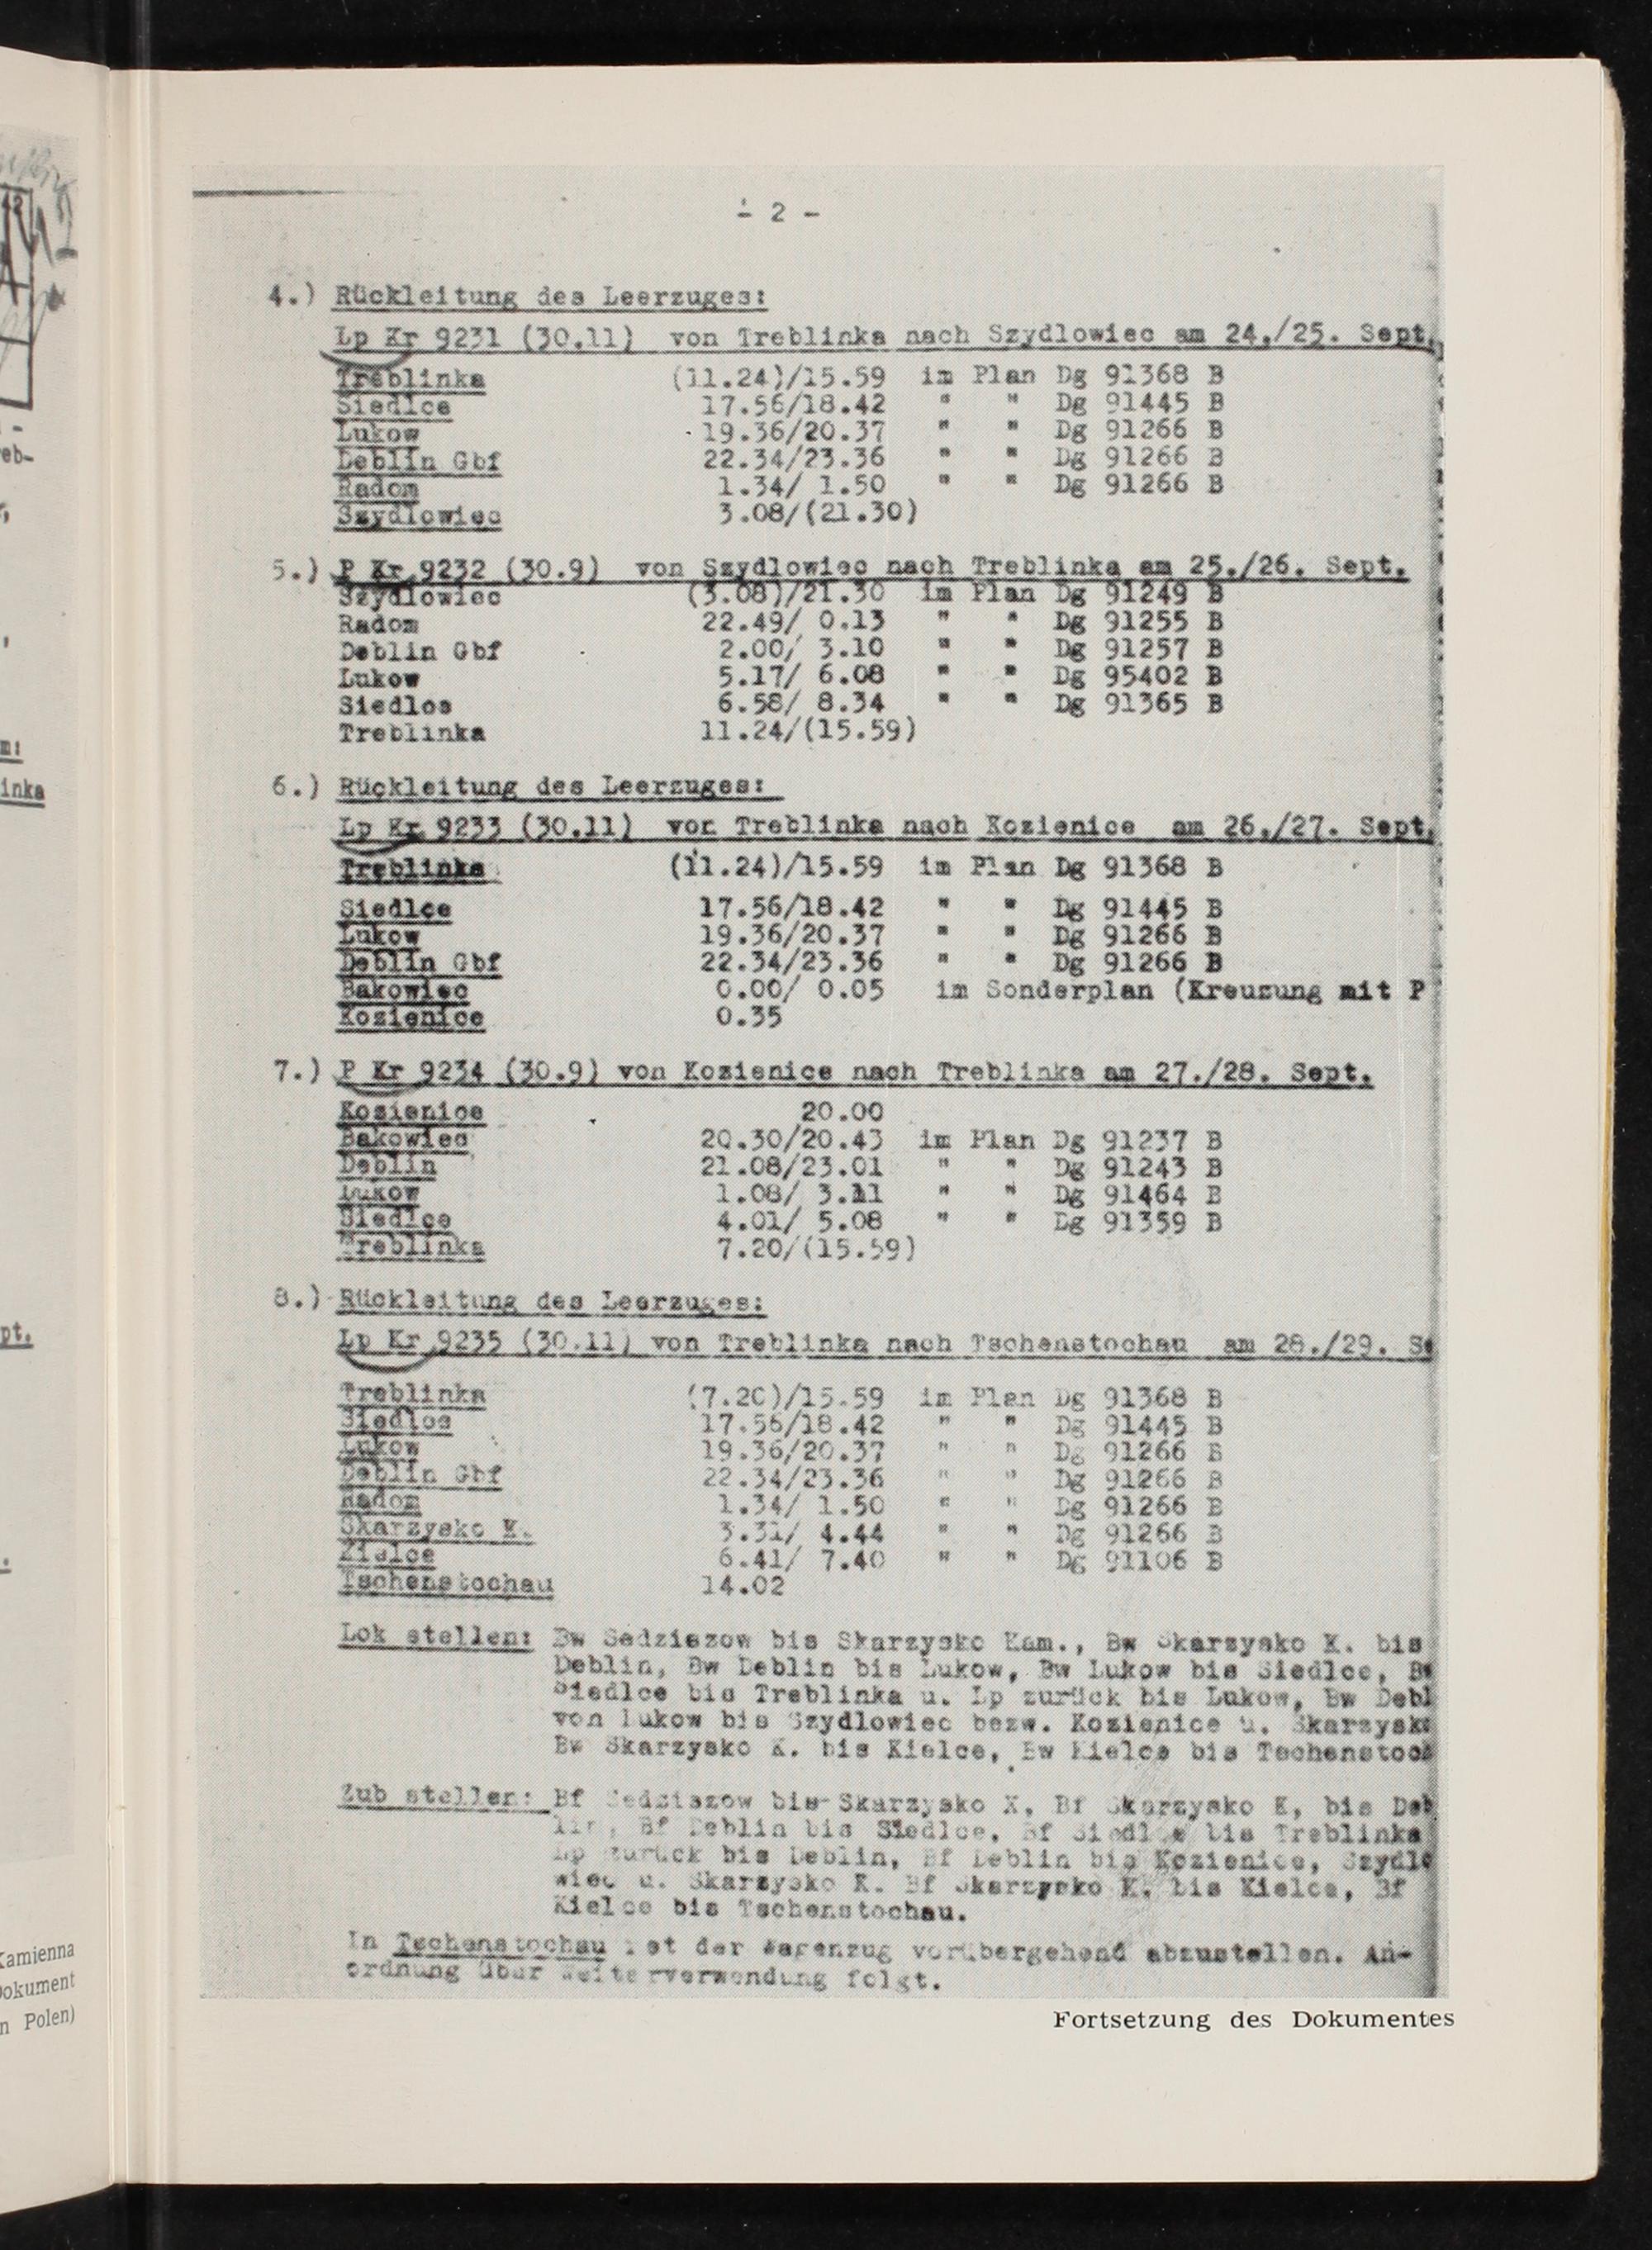 - 2 -
4.) Rückleitung des Leerzuges:
Lp Kr 9231 (30.11) von Treblinka nach Szydlowiec am 24./25. Sept.
Treblinka (11.24)/15.59 im Plan Dg 91368 B
Siedlce 17.56/18.42 " " Dg 91445 B
Lukow 19.36/20.37 " " Dg 91266 B
Deblin Gbf 22.34/23.36 " " Dg 91266 B
Radom 1.34/ 1.50 " " Dg 91266 B
Szydlowiec 3.08/(21.30)
5.) P Kr 9232 (30.9) von Szydlowiec nach Treblinka am 25./26. Sept.
Szydlowiec (3.08)/21.30 im Plan Dg 91249 B
Radom 22.49/ 0.13 " " Dg 91255 B
Deblin Gbf 2.00/ 3.10 " " Dg 91257 B
Lukow 5.17/ 6.08 " " Dg 95402 B
Siedlce 6.58/ 8.34 " " Dg 91365 B
Treblinka 11.24/(15.59)
6.) Rückleitung des Leerzuges:
Lp Kr 9233 (30.11) von Treblinka nach Kozienice am 26./27. Sept.
Treblinka (11.24)/15.59 im Plan Dg 91368 B
Siedlce 17.56/18.42 " " Dg 91445 B
Lukow 19.36/20.37 " " Dg 91266 B
Deblin Gbf 22.34/23.36 " " Dg 91266 B
Bakowiec 0.00/ 0.05 im Sonderplan (Kreuzung mit P
Kozienice 0.35
7.) P Kr 9234 (30.9) von Kozienice nach Treblinka am 27./28. Sept.
Kozienice 20.00
Bakowiec 20.30/20.43 im Plan Dg 91237 B
Deblin 21.08/23.01 " " Dg 91243 B
Lukow 1.08/ 3.11 " " Dg 91464 B
Siedlce 4.01/ 5.08 " " Dg 91359 B
Treblinka 7.20/(15.59)
8.) Rückleitung des Leerzuges:
Lp Kr 9235 (30.11) von Treblinka nach Tschenstochau am 28./29. Se
Treblinka (7.20)/15.59 im Plan Dg 91368 B
Siedlce 17.56/18.42 " " Dg 91445 B
Lukow 19.36/20.37 " " Dg 91266 B
Deblin Gbf 22.34/23.36 " " Dg 91266 B
Radom 1.34/ 1.50 " " Dg 91266 B
Skarzysko K. 3.31/ 4.44 " " Dg 91266 B
Kielce 6.41/ 7.40 " " Dg 91106 B
Tschenstochau 14.02
Lok stellen: Bw Sedziszow bis Skarzysko Kam., Bw Skarzysko K. bis
Deblin, Bw Deblin bis Lukow, Bw Lukow bis Siedlce, Bw
Siedlce bis Treblinka u. Lp zurück bis Lukow, Bw Debl
von Lukow bis Szydlowiec bezw. Kozienice u. Skarzysk
Bw Skarzysko K. bis Kielce, Bw Kielce bis Tschenstoch
Zub stellen: Bf Sedziszow bis Skarzysko K, Bf Skarzysko K, bis Deb
lin, Bf Deblin bis Siedlce, Bf Siedlce bis Treblinka
Lp zurück bis Deblin, Bf Deblin bis Kozienice, Szydlo
wiec u. Skarzysko K. Bf Skarzysko K. bis Kielce, Bf
Kielce bis Tschenstochau.
In Tschenstochau ist der Wagenzug vorübergehend abzustellen. An-
ordnung über Weiterverwendung folgt.
Fortsetzung des Dokumentes
eb-
inka
pt.
Kamienna
Dokument
n Polen)